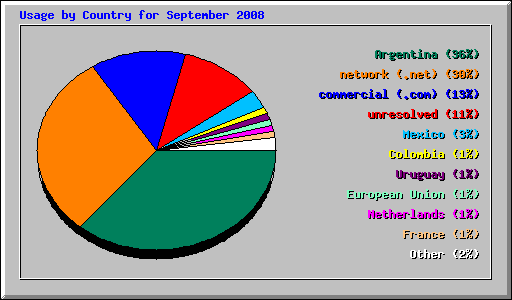 Usage by Country for September 2008
Argentina (36%)
network (.net) (30%)
commercial (.com) (13%)
unresolved (11%)
Mexico (3%)
Colombia (1%)
Uruguay (1%)
European Union (1%)
Netherlands (1%)
France (1%)
Other (2%)